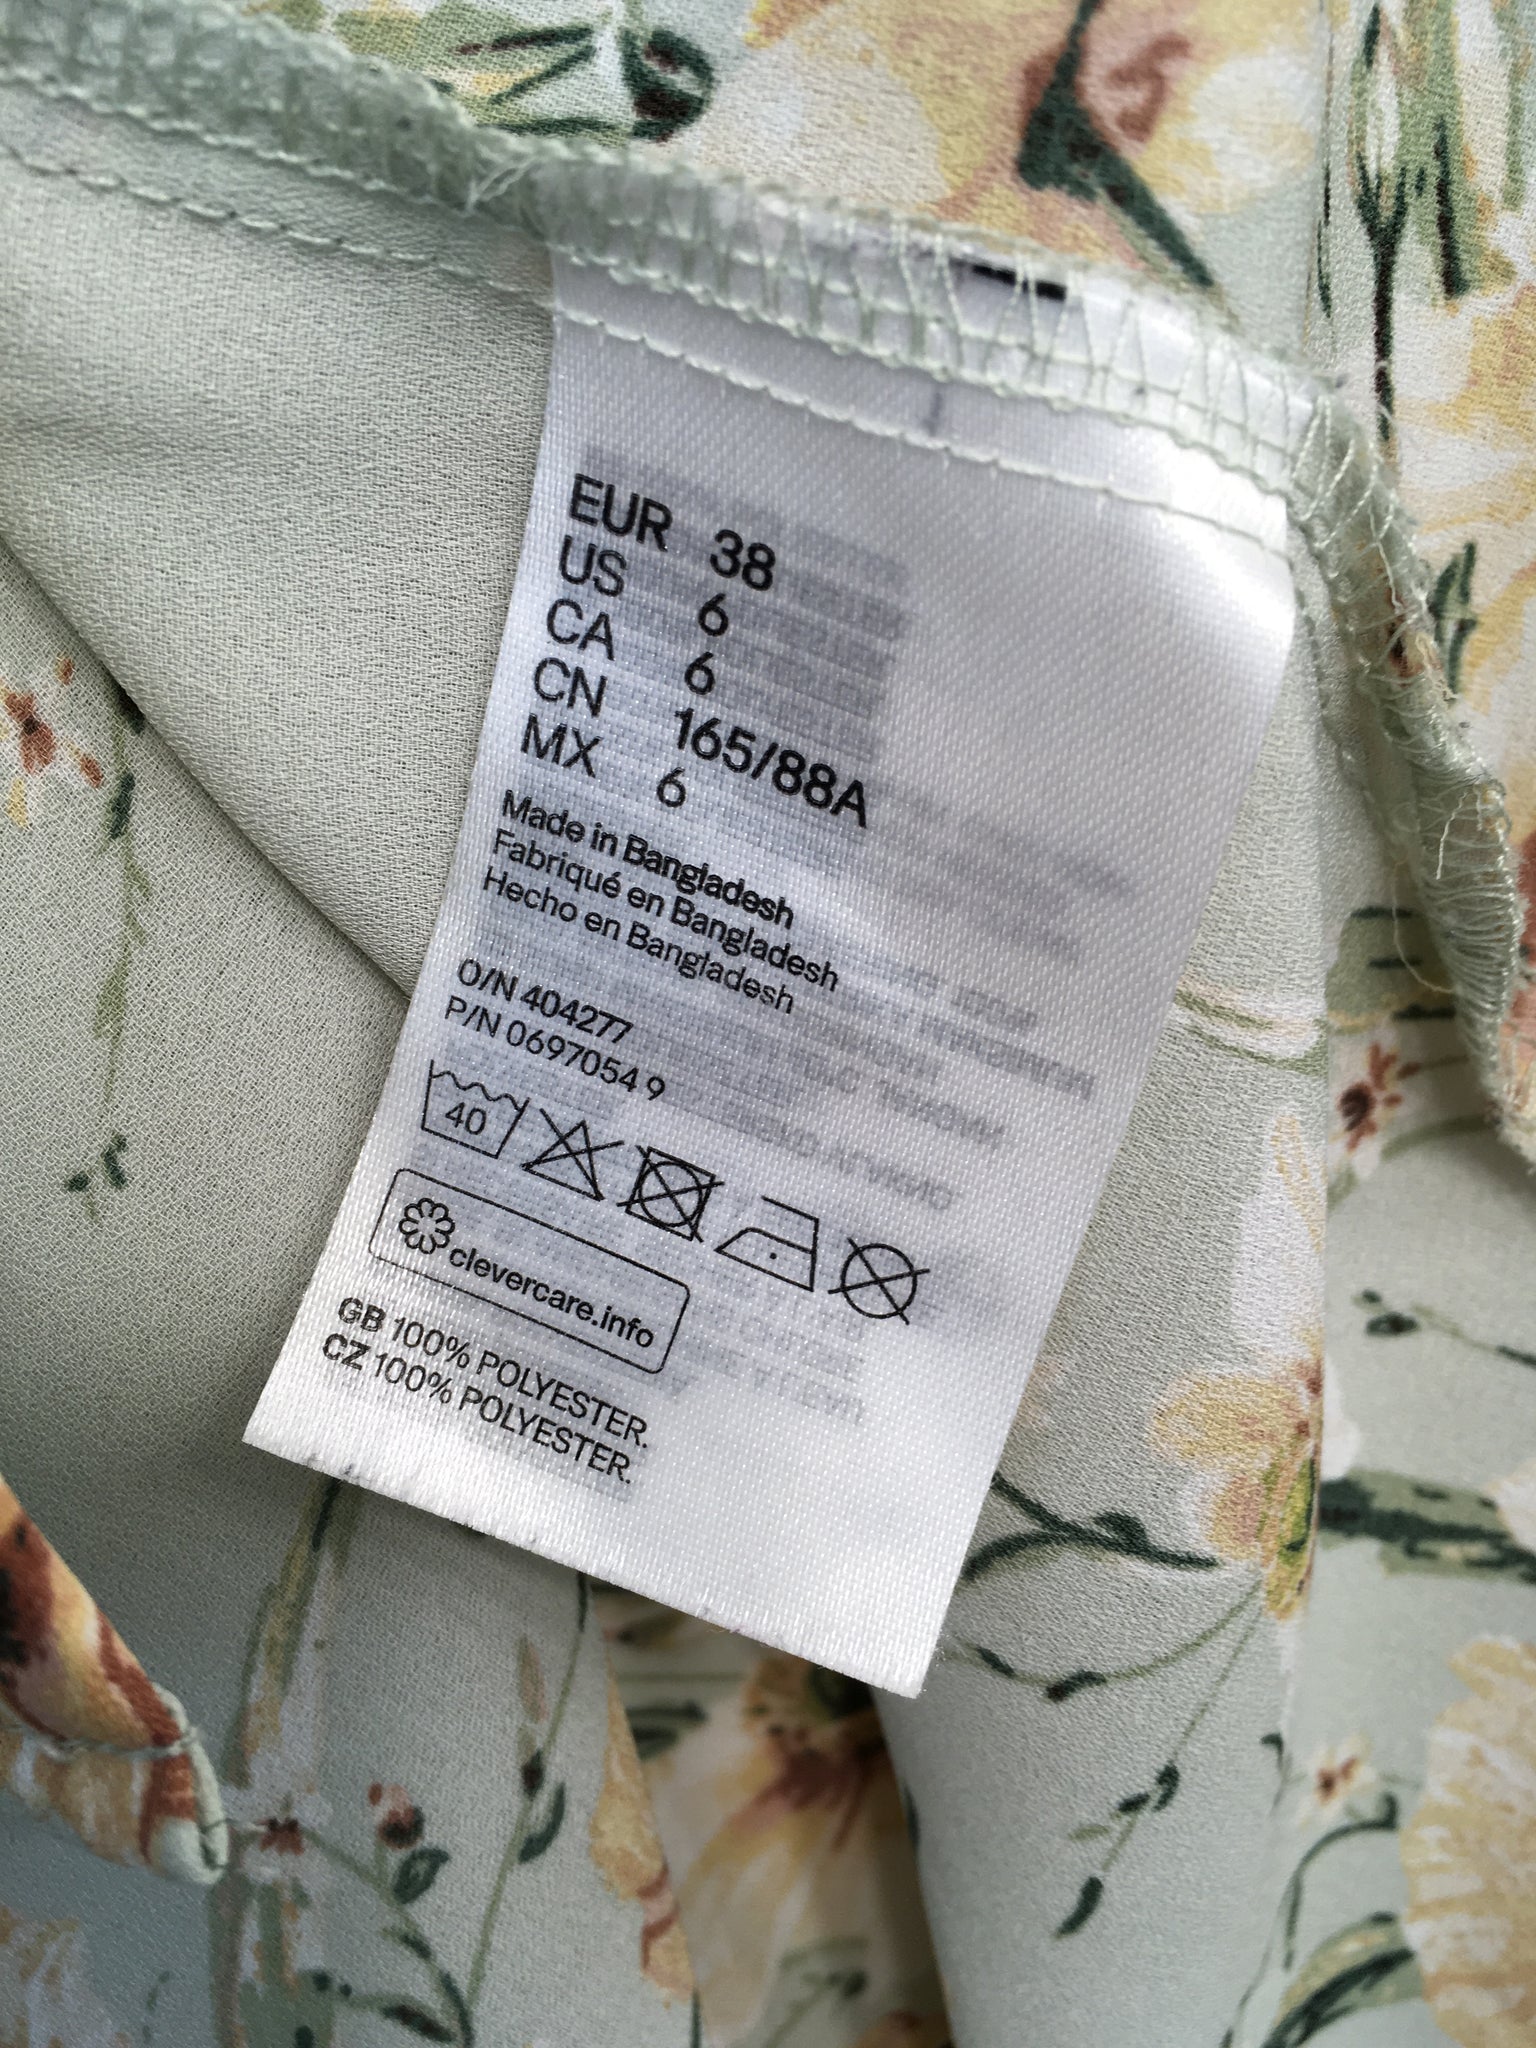 EUR 38
US 6
CA 6
CN 165/88A
MX 6
Made in Bangladesh
Fabriqué en Bangladesh
Hecho en Bangladesh
O/N 404277
P/N 0697054 9
40
clevercare.info
GB 100% POLYESTER.
CZ 100% POLYESTER.